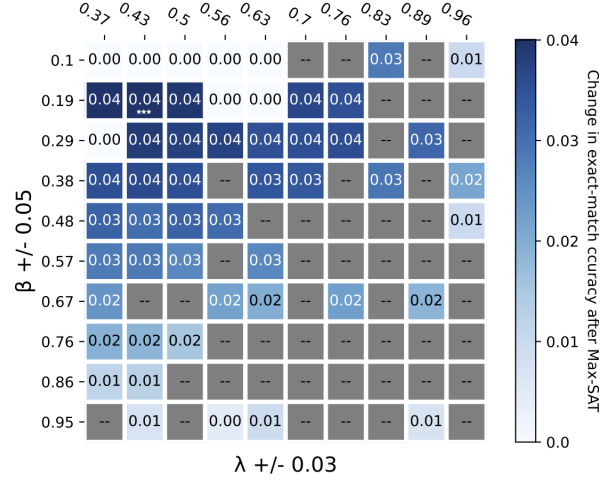 0.37 0.43 0.5 0.56 0.63 0.7 0.76 0.83 0.89 0.96
0.1 0.00 0.00 0.00 0.00 0.00 -- -- 0.03 -- 0.01
0.19 0.04 0.04 0.04 0.00 0.00 0.04 0.04 -- -- --
***
0.29 0.00 0.04 0.04 0.04 0.04 0.04 0.04 -- 0.03 --
0.38 0.04 0.04 0.04 -- 0.03 0.03 -- 0.03 -- 0.02
0.48 0.03 0.03 0.03 0.03 -- -- -- -- -- 0.01
0.57 0.03 0.03 0.03 -- 0.03 -- -- -- -- --
0.67 0.02 -- -- 0.02 0.02 -- 0.02 -- 0.02 --
0.76 0.02 0.02 0.02 -- -- -- -- -- -- --
0.86 0.01 0.01 -- -- -- -- -- -- -- --
0.95 -- 0.01 -- 0.00 0.01 -- -- -- 0.01 --
β +/- 0.05
λ +/- 0.03
0.04
0.03
0.02
0.01
0.0
Change in exact-match ccuracy after Max-SAT